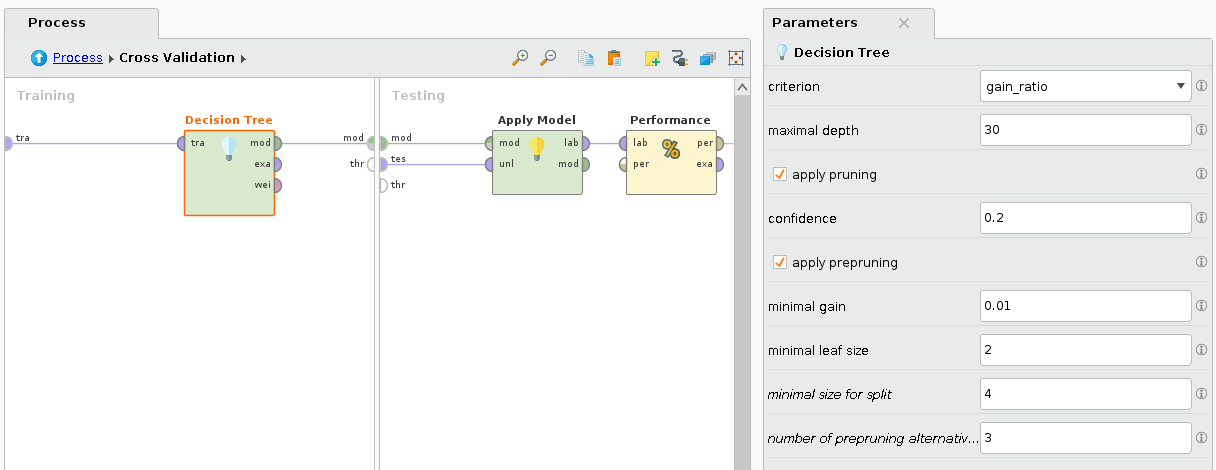 Process
Process Cross Validation
Training
Testing
Decision Tree
Apply Model
Performance
tra
tra
mod
exa
wei
mod
thr
mod
tes
thr
mod
unl
lab
mod
lab
per
per
exa
%
Parameters
Decision Tree
criterion
gain_ratio
maximal depth
30
apply pruning
confidence
0.2
apply prepruning
minimal gain
0.01
minimal leaf size
2
minimal size for split
4
number of prepruning alternativ...
3